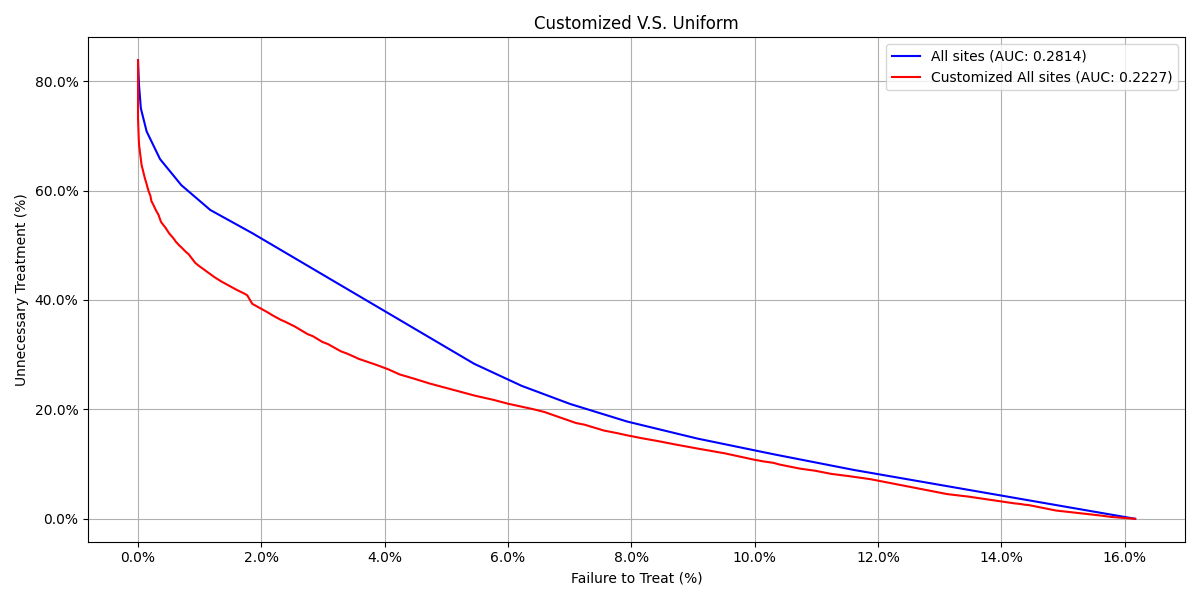 Customized V.S. Uniform
All sites (AUC: 0.2814)
Customized All sites (AUC: 0.2227)
Unnecessary Treatment (%)
80.0%
60.0%
40.0%
20.0%
0.0%
0.0% 2.0% 4.0% 6.0% 8.0% 10.0% 12.0% 14.0% 16.0%
Failure to Treat (%)